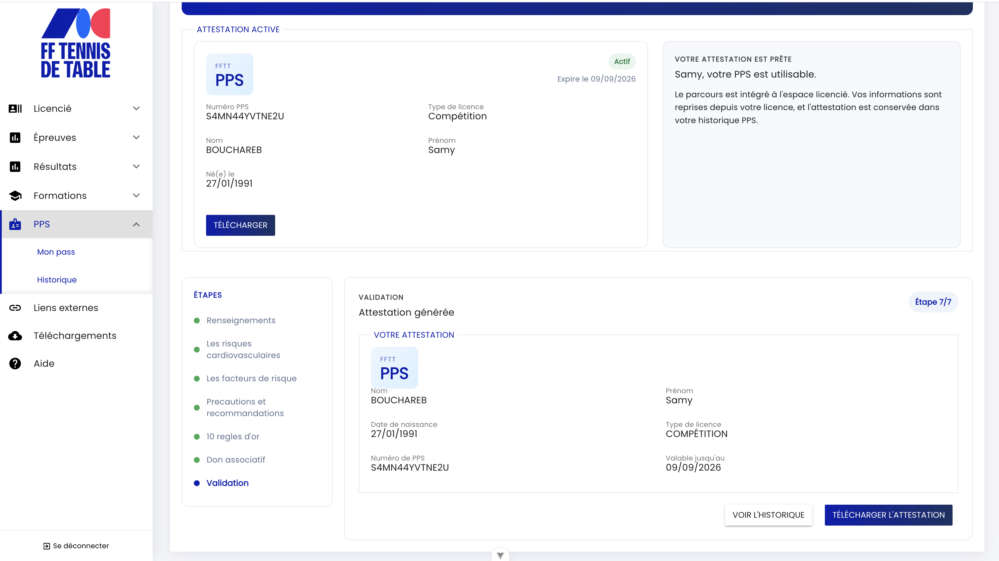 FF TENNIS
DE TABLE
Licencié
Épreuves
Résultats
Formations
PPS
Mon pass
Historique
Liens externes
Téléchargements
Aide
Se déconnecter
ATTESTATION ACTIVE
FFTT
PPS
Actif
Expire le 09/09/2026
Numéro PPS
S4MN44YVTNE2U
Type de licence
Compétition
Nom
BOUCHAREB
Prénom
Samy
Né(e) le
27/01/1991
TÉLÉCHARGER
VOTRE ATTESTATION EST PRÊTE
Samy, votre PPS est utilisable.
Le parcours est intégré à l'espace licencié. Vos informations sont
reprises depuis votre licence, et l'attestation est conservée dans
votre historique PPS.
ÉTAPES
Renseignements
Les risques
cardiovasculaires
Les facteurs de risque
Precautions et
recommandations
10 regles d'or
Don associatif
Validation
VALIDATION
Attestation générée
Étape 7/7
VOTRE ATTESTATION
FFTT
PPS
Nom
BOUCHAREB
Prénom
Samy
Date de naissance
27/01/1991
Type de licence
COMPÉTITION
Numéro de PPS
S4MN44YVTNE2U
Valable jusqu'au
09/09/2026
VOIR L'HISTORIQUE
TÉLÉCHARGER L'ATTESTATION